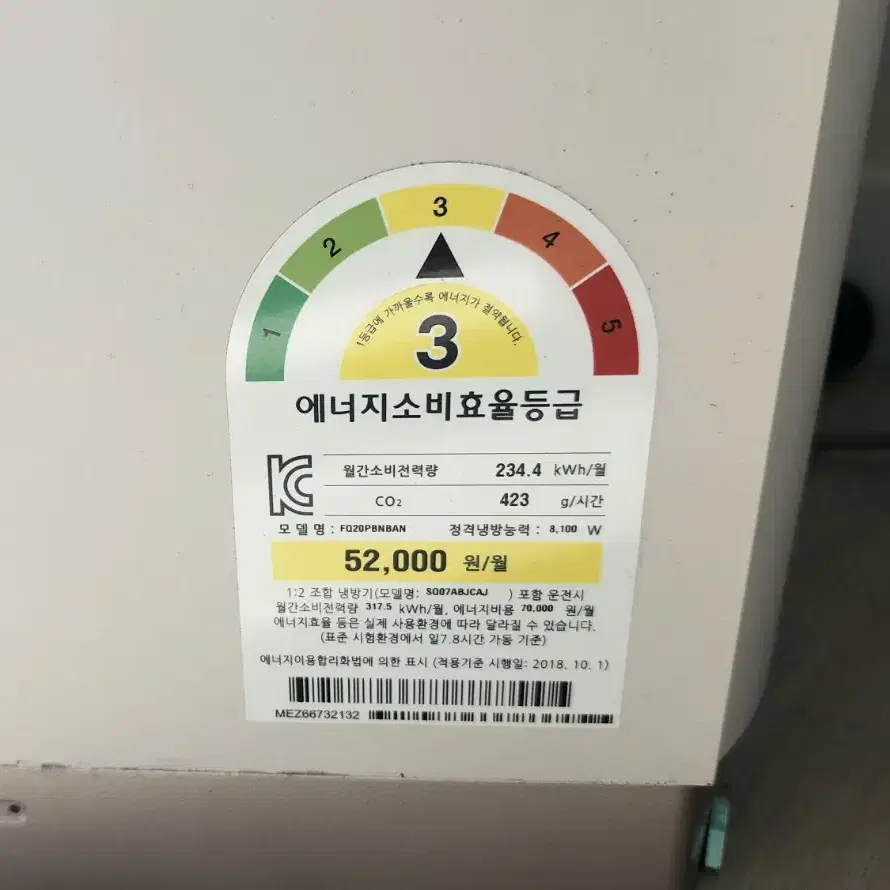 1
2
3
4
5
1등급에 가까울수록 에너지가 절약됩니다.
3
에너지소비효율등급
월간소비전력량 234.4 kWh/월
CO₂ 423 g/시간
모 델 명 : FQ20PBNBAN 정격냉방능력 : 8,100 W
52,000 원/월
1:2 조합 냉방기(모델명: SQ07ABJCAJ ) 포함 운전시
월간소비전력량 317.5 kWh/월, 에너지비용 70,000 원/월
에너지효율 등은 실제 사용환경에 따라 달라질 수 있습니다.
(표준 시험환경에서 일7.8시간 가동 기준)
에너지이용합리화법에 의한 표시 (적용기준 시행일: 2018. 10. 1)
MEZ66732132